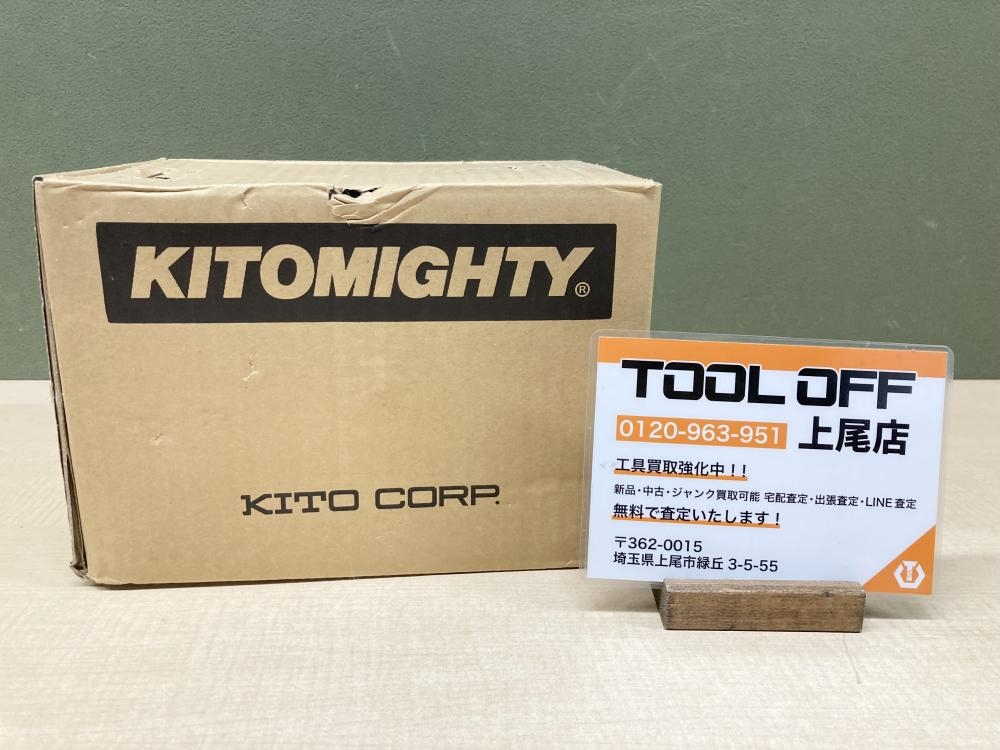 KITOMIGHTY®
KITO CORP.
TOOL OFF
0120-963-951 上尾店
工具買取強化中！！
新品・中古・ジャンク買取可能 宅配査定・出張査定・LINE査定
無料で査定いたします！
〒362-0015
埼玉県上尾市緑丘 3-5-55